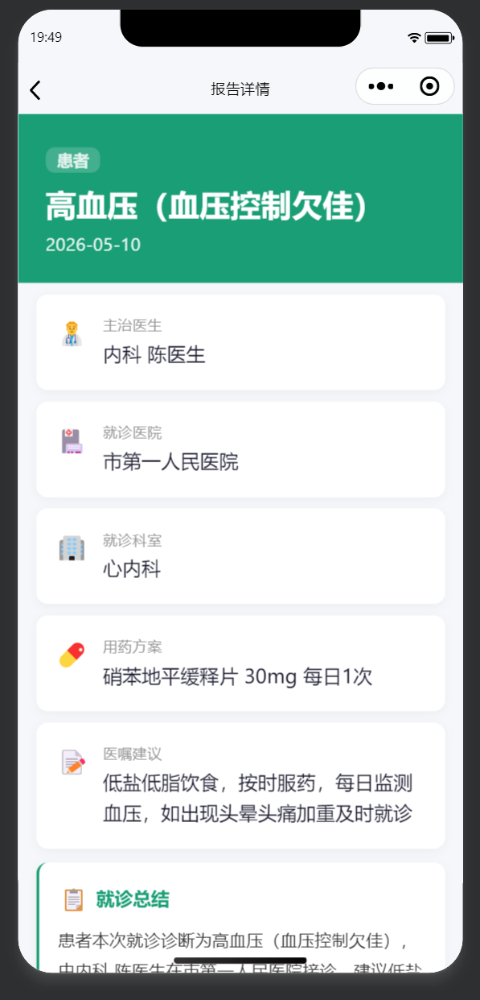 19:49
报告详情
患者
高血压（血压控制欠佳）
2026-05-10
主治医生
内科 陈医生
就诊医院
市第一人民医院
就诊科室
心内科
用药方案
硝苯地平缓释片 30mg 每日1次
医嘱建议
低盐低脂饮食，按时服药，每日监测
血压，如出现头晕头痛加重及时就诊
就诊总结
患者本次就诊诊断为高血压（血压控制欠佳），
由内科 陈医生在市第一人民医院接诊。建议低盐